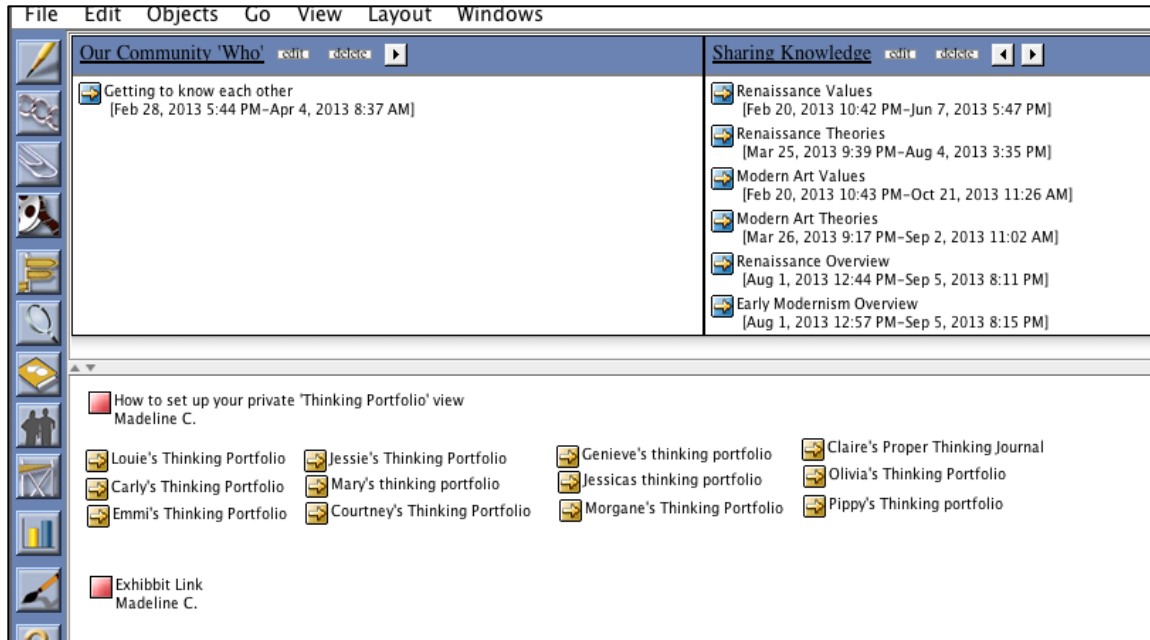 File Edit Objects Go View Layout Windows
Our Community 'Who' edit delete
Getting to know each other
[Feb 28, 2013 5:44 PM–Apr 4, 2013 8:37 AM]
Sharing Knowledge edit delete
Renaissance Values
[Feb 20, 2013 10:42 PM–Jun 7, 2013 5:47 PM]
Renaissance Theories
[Mar 25, 2013 9:39 PM–Aug 4, 2013 3:35 PM]
Modern Art Values
[Feb 20, 2013 10:43 PM–Oct 21, 2013 11:26 AM]
Modern Art Theories
[Mar 26, 2013 9:17 PM–Sep 2, 2013 11:02 AM]
Renaissance Overview
[Aug 1, 2013 12:44 PM–Sep 5, 2013 8:11 PM]
Early Modernism Overview
[Aug 1, 2013 12:57 PM–Sep 5, 2013 8:15 PM]
How to set up your private 'Thinking Portfolio' view
Madeline C.
Louie's Thinking Portfolio Jessie's Thinking Portfolio Genieve's thinking portfolio Claire's Proper Thinking Journal
Carly's Thinking Portfolio Mary's thinking portfolio Jessicas thinking portfolio Olivia's Thinking Portfolio
Emmi's Thinking Portfolio Courtney's Thinking Portfolio Morgane's Thinking Portfolio Pippy's Thinking portfolio
Exhibbit Link
Madeline C.